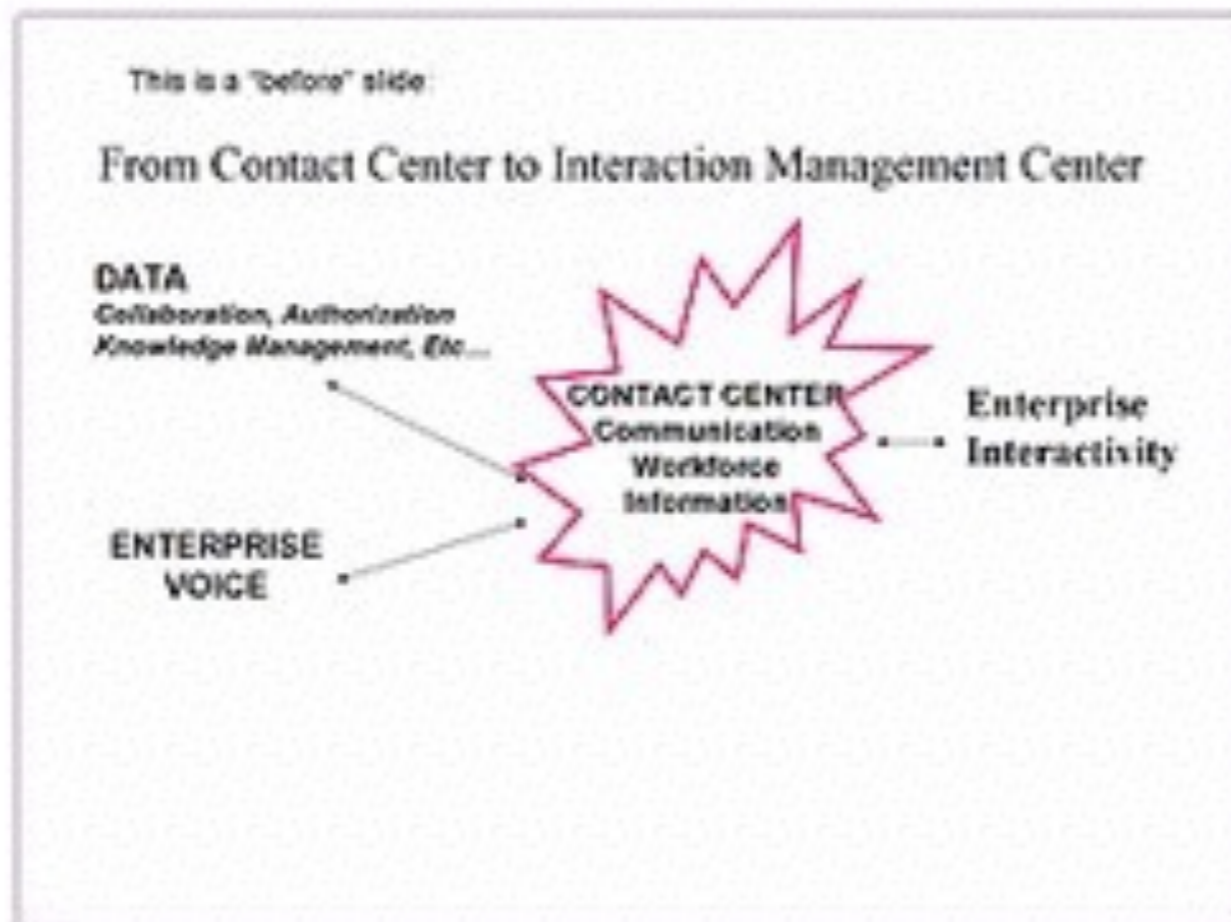 This is a "before" slide:
From Contact Center to Interaction Management Center
DATA
Collaboration, Authorization
Knowledge Management, Etc...
CONTACT CENTER
Communication
Workforce
Information
Enterprise
Interactivity
ENTERPRISE
VOICE